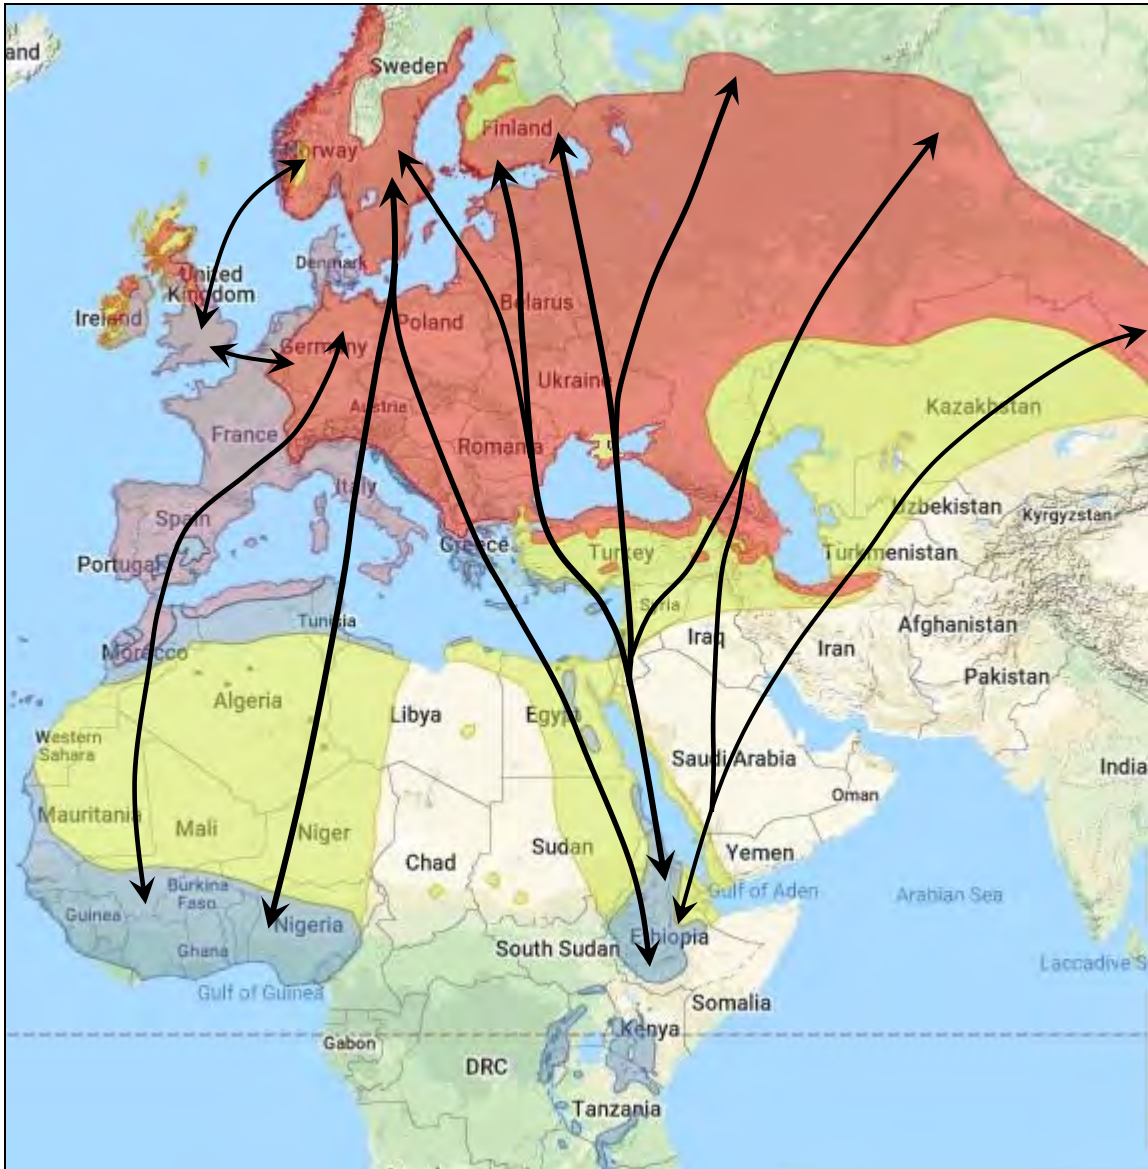 and
Sweden
Finland
Norway
United
Kingdom
Denmark
Ireland
Belarus
Poland
Germany
Ukraine
Austria
Kazakhstan
France
Romania
Italy
Uzbekistan
Kyrgyzstan
Spain
Greece
Turkey
Turkmenistan
Portugal
Syria
Tunisia
Afghanistan
Iraq
Iran
Morocco
Pakistan
Algeria
Libya
Egypt
Western
Sahara
Saudi Arabia
India
Oman
Mauritania
Mali
Niger
Sudan
Chad
Yemen
Burkina
Faso
Gulf of Aden
Arabian Sea
Guinea
Nigeria
Ethiopia
Ghana
South Sudan
Laccadive S
Gulf of Guinea
Somalia
Kenya
Gabon
DRC
Tanzania